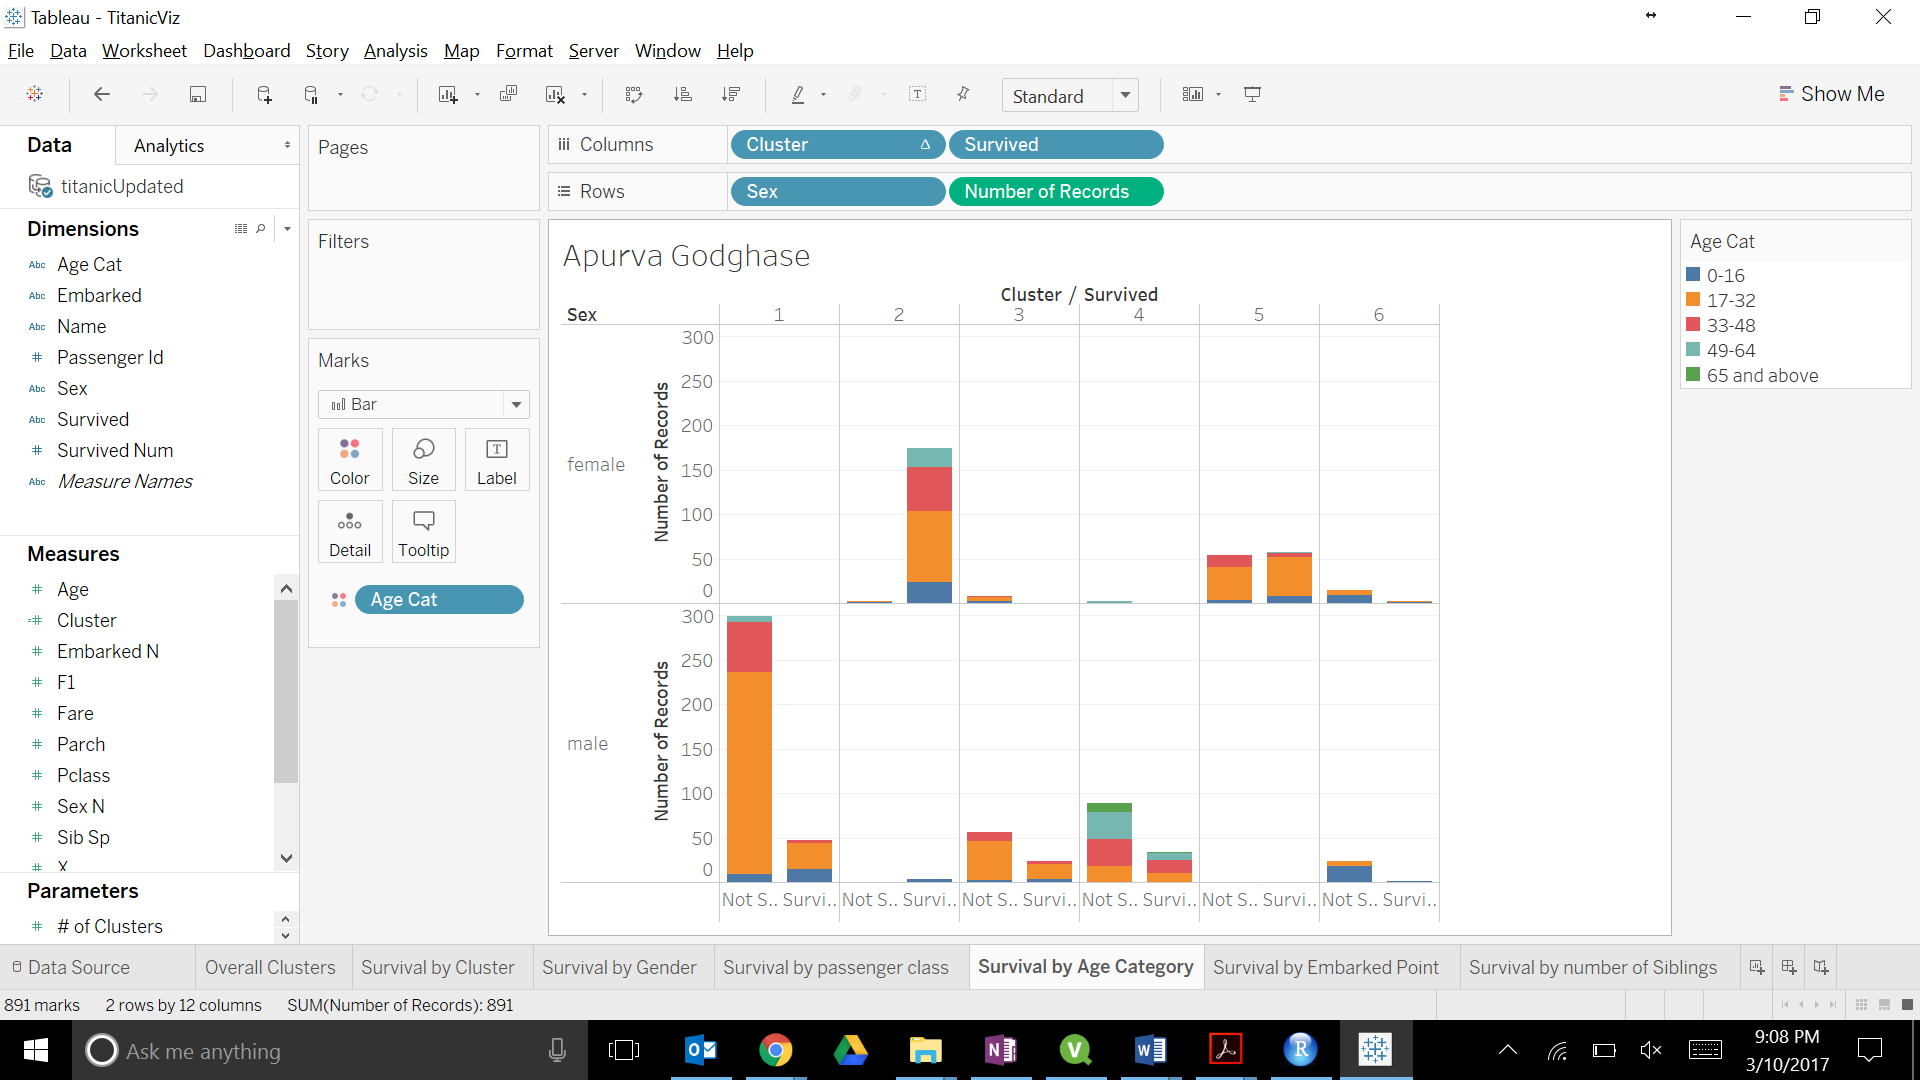 Tableau - TitanicViz
File Data Worksheet Dashboard Story Analysis Map Format Server Window Help
Standard
Show Me
Data
Analytics
titanicUpdated
Dimensions
Abc Age Cat
Abc Embarked
Abc Name
# Passenger Id
Abc Sex
Abc Survived
# Survived Num
Abc Measure Names
Measures
# Age
=# Cluster
# Embarked N
# F1
# Fare
# Parch
# Pclass
# Sex N
# Sib Sp
# X
Parameters
# # of Clusters
Pages
Filters
Marks
Bar
Color Size Label
Detail Tooltip
Age Cat
Columns Cluster Δ Survived
Rows Sex Number of Records
Apurva Godghase
Cluster / Survived
Sex 1 2 3 4 5 6
female
Number of Records
300
250
200
150
100
50
0
male
Number of Records
300
250
200
150
100
50
0
Not S.. Survi.. Not S.. Survi.. Not S.. Survi.. Not S.. Survi.. Not S.. Survi.. Not S.. Survi..
Age Cat
0-16
17-32
33-48
49-64
65 and above
Data Source Overall Clusters Survival by Cluster Survival by Gender Survival by passenger class Survival by Age Category Survival by Embarked Point Survival by number of Siblings
891 marks 2 rows by 12 columns SUM(Number of Records): 891
Ask me anything
9:08 PM
3/10/2017